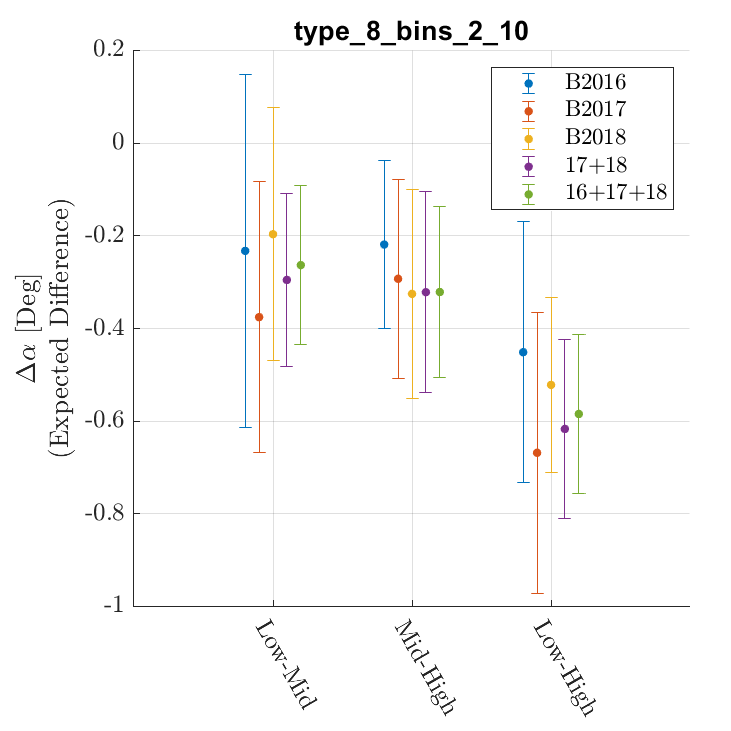 type_8_bins_2_10
0.2
0
-0.2
-0.4
-0.6
-0.8
-1
Δα [Deg]
(Expected Difference)
B2016
B2017
B2018
17+18
16+17+18
Low-Mid
Mid-High
Low-High